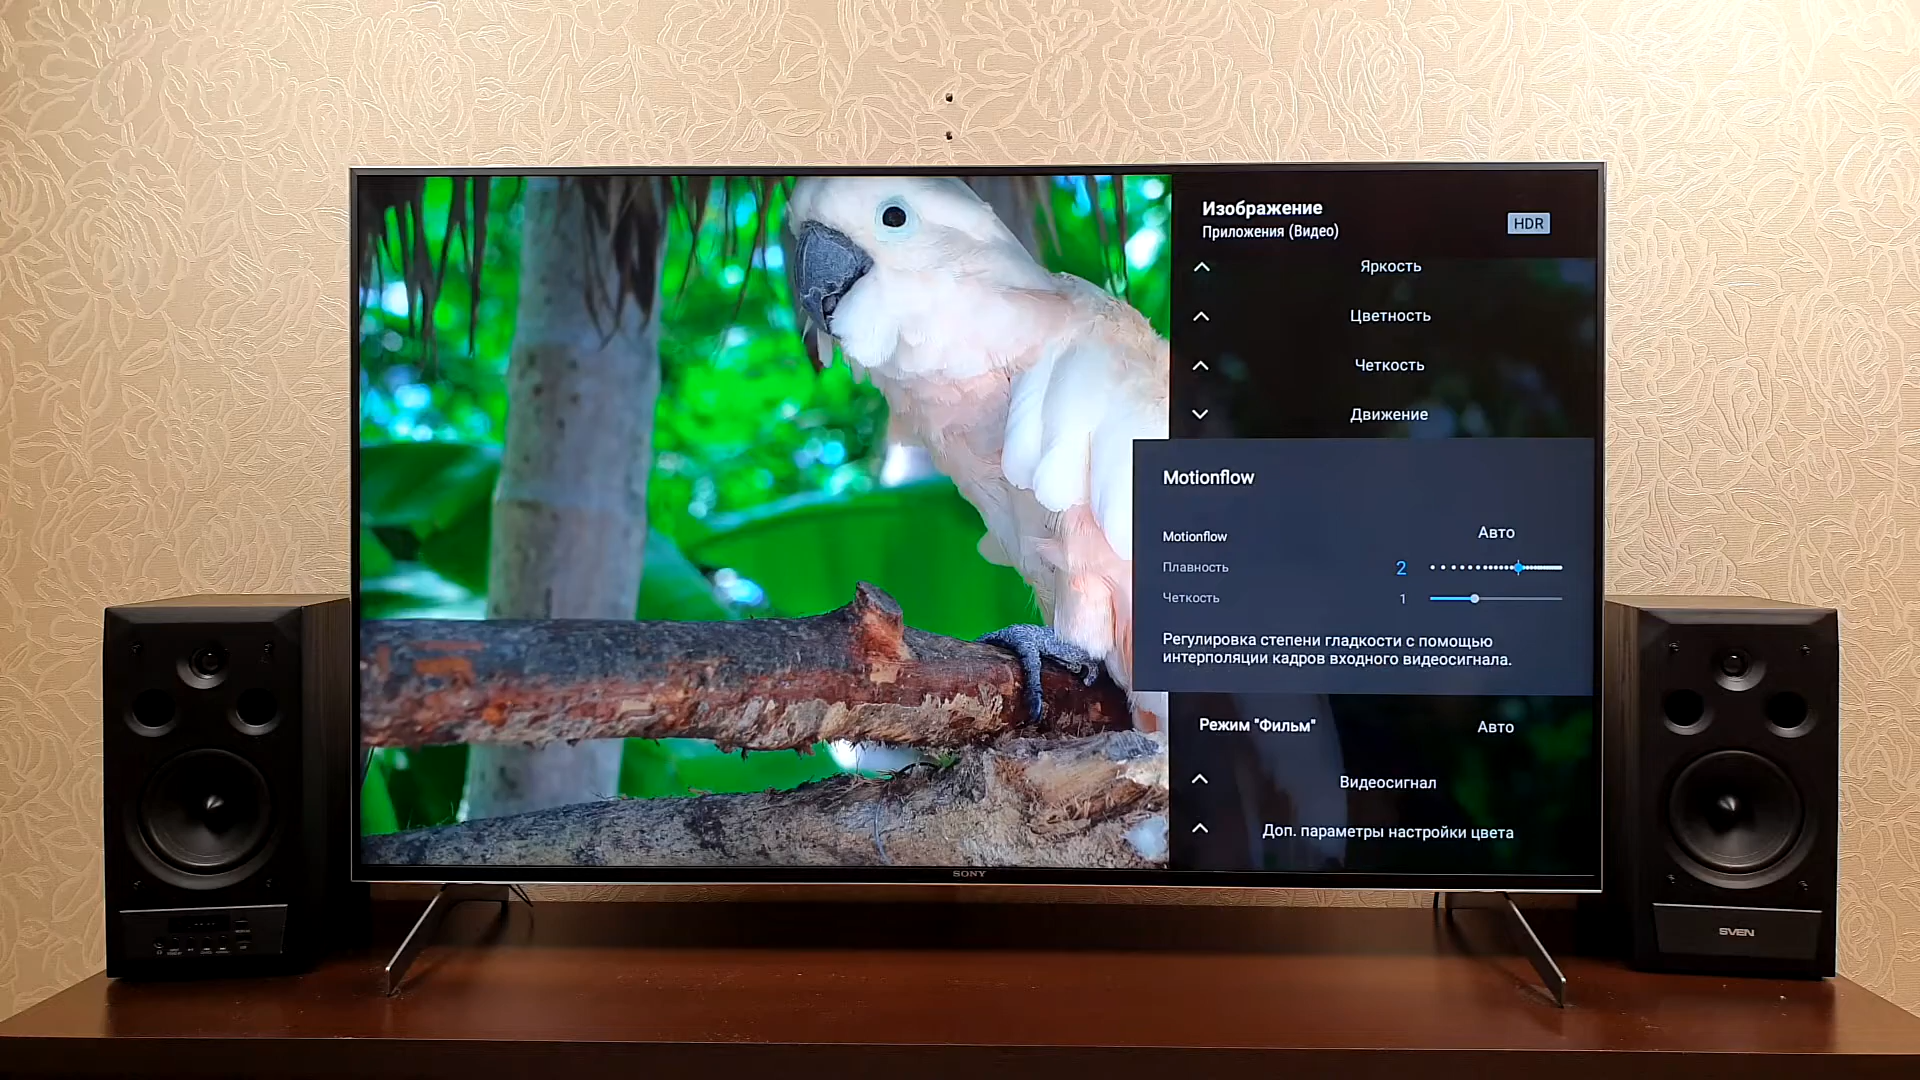 Изображение
Приложения (Видео)
HDR
Яркость
Цветность
Четкость
Движение
Motionflow
Motionflow
Авто
Плавность
2
Четкость
1
Регулировка степени гладкости с помощью
интерполяции кадров входного видеосигнала.
Режим "Фильм"
Авто
Видеосигнал
Доп. параметры настройки цвета
SONY
SVEN